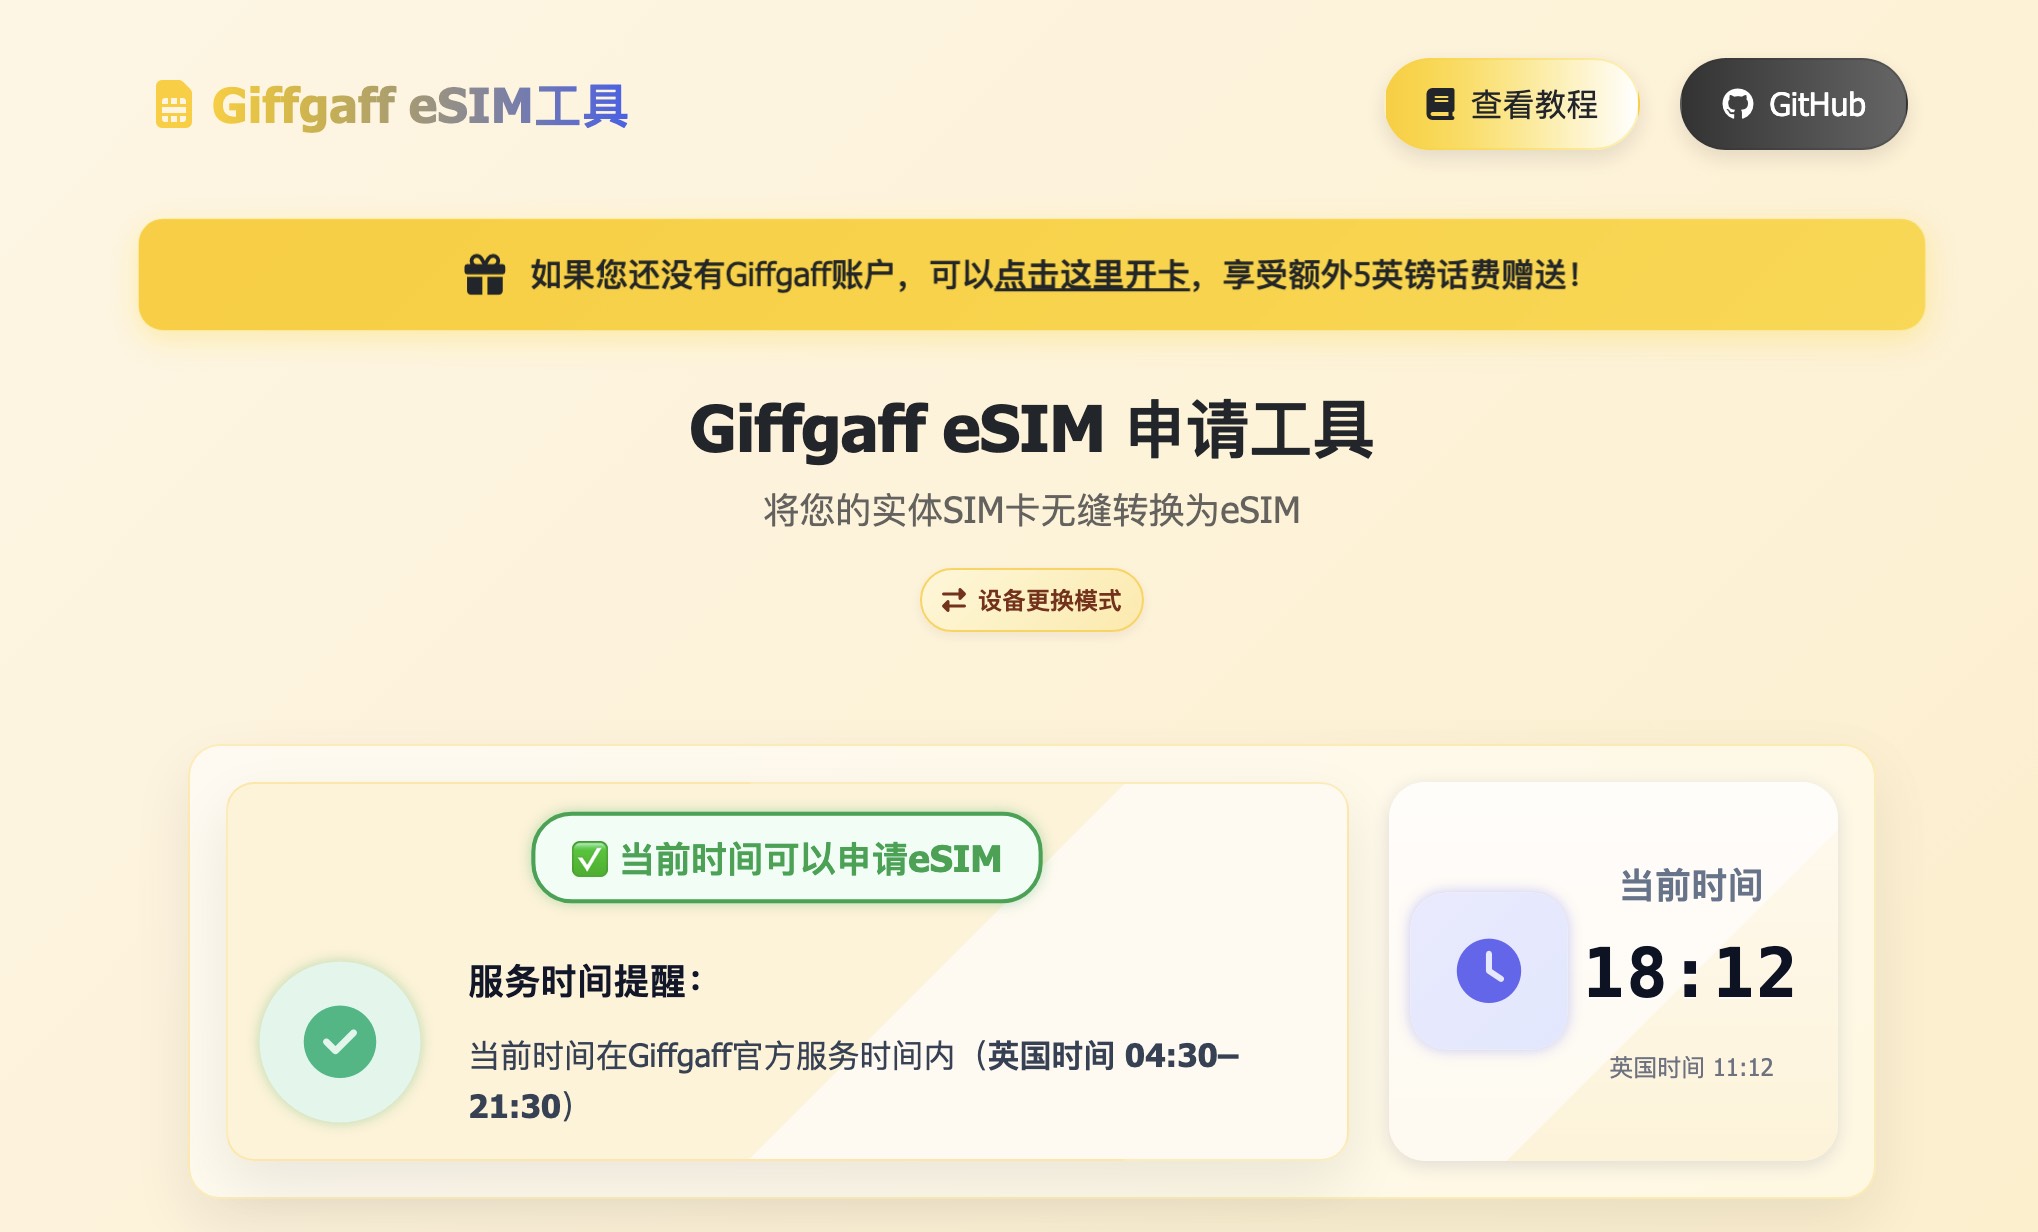 Giffgaff eSIM工具
查看教程
GitHub
如果您还没有Giffgaff账户，可以点击这里开卡，享受额外5英镑话费赠送！
Giffgaff eSIM 申请工具
将您的实体SIM卡无缝转换为eSIM
设备更换模式
✅ 当前时间可以申请eSIM
服务时间提醒：
当前时间在Giffgaff官方服务时间内（英国时间 04:30–
21:30）
当前时间
18:12
英国时间 11:12